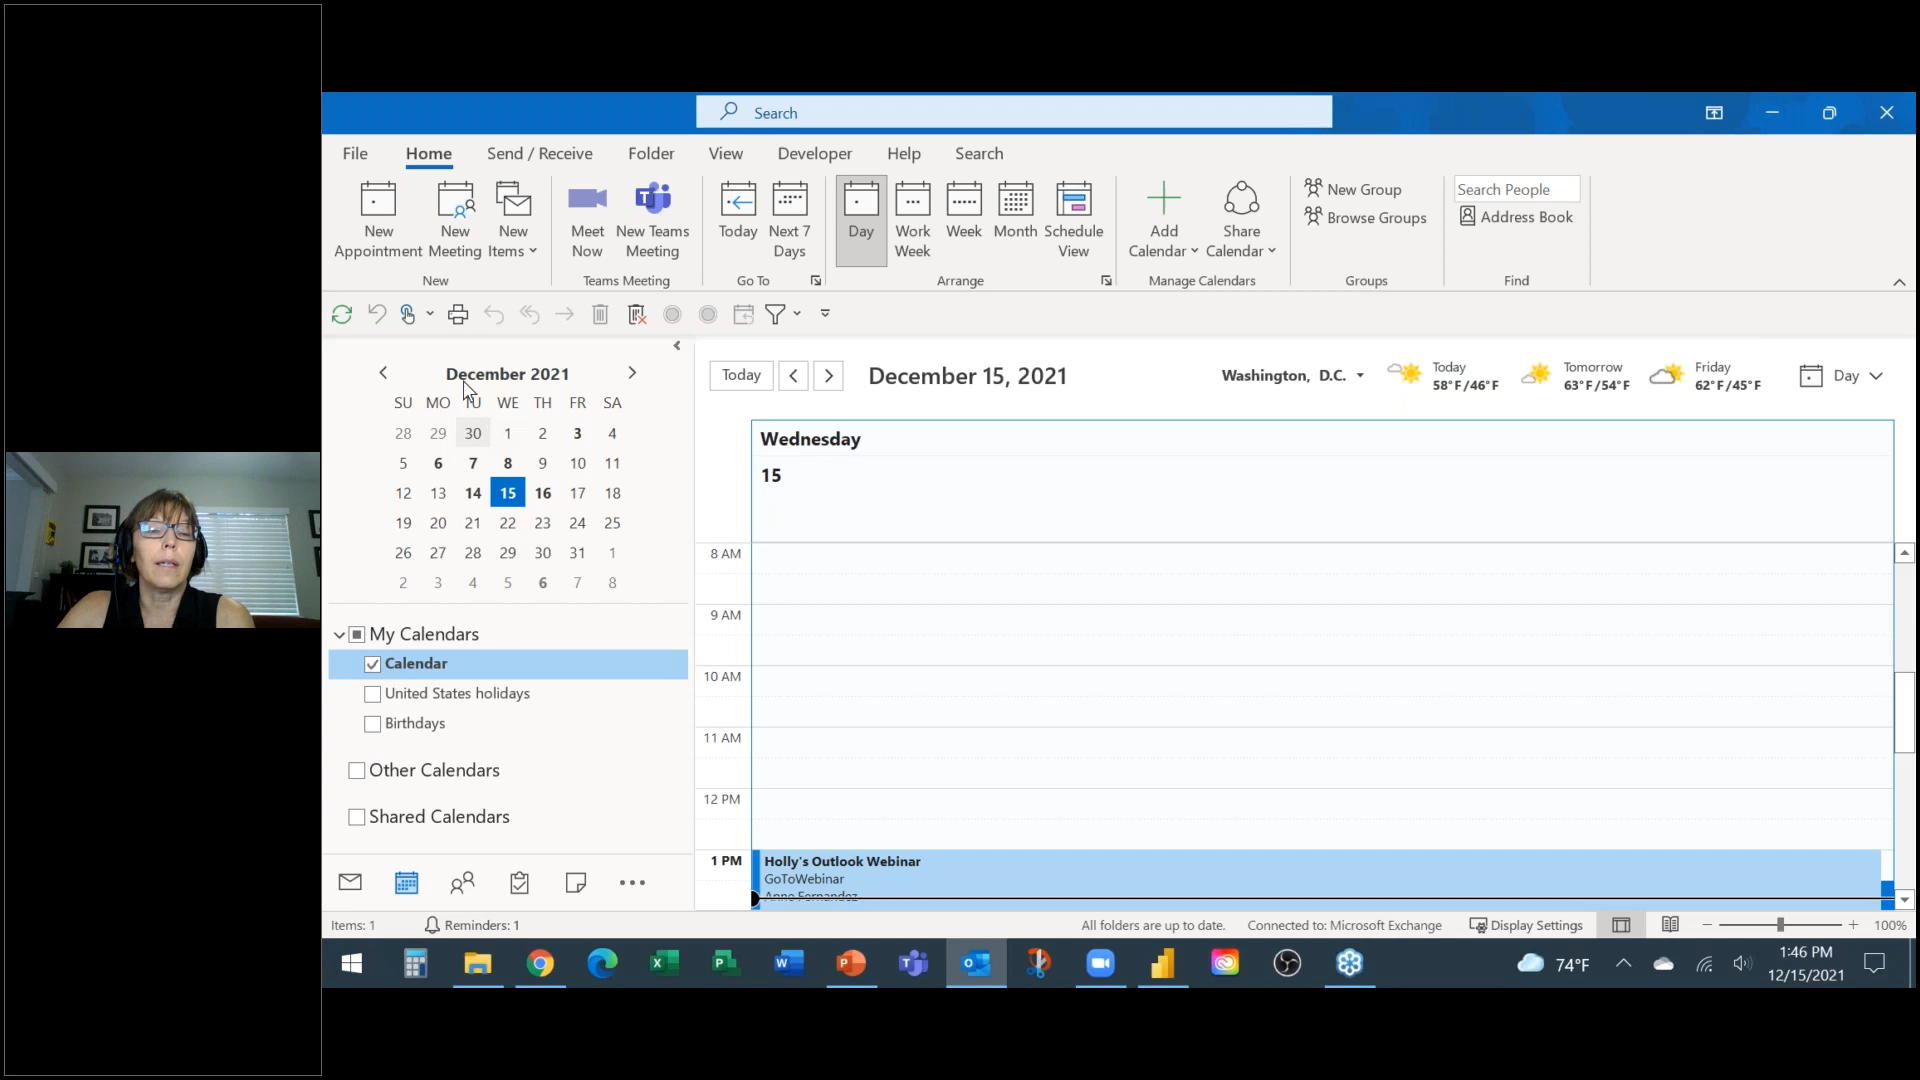 Search
File Home Send / Receive Folder View Developer Help Search
New Appointment
New Meeting
New Items
Meet Now
New Teams Meeting
Today
Next 7 Days
Day
Work Week
Week
Month
Schedule View
Add Calendar
Share Calendar
New Group
Browse Groups
Search People
Address Book
New Teams Meeting Go To Arrange Manage Calendars Groups Find
December 2021
SU MO TU WE TH FR SA
28 29 30 1 2 3 4
5 6 7 8 9 10 11
12 13 14 15 16 17 18
19 20 21 22 23 24 25
26 27 28 29 30 31 1
2 3 4 5 6 7 8
My Calendars
Calendar
United States holidays
Birthdays
Other Calendars
Shared Calendars
Today
December 15, 2021
Washington, D.C.
Today
58°F/46°F
Tomorrow
63°F/54°F
Friday
62°F/45°F
Day
Wednesday
15
8 AM
9 AM
10 AM
11 AM
12 PM
1 PM
Holly's Outlook Webinar
GoToWebinar
Anne Fernandez
Items: 1 Reminders: 1 All folders are up to date. Connected to: Microsoft Exchange Display Settings 100%
74°F
1:46 PM
12/15/2021